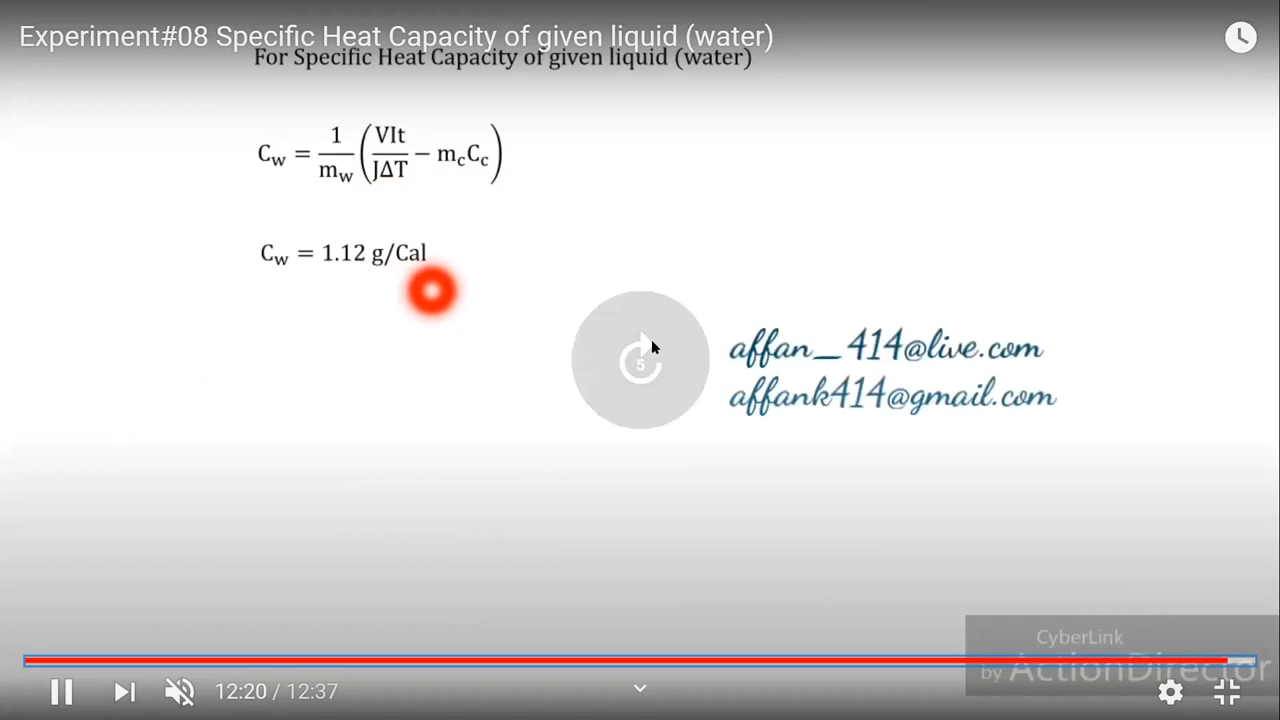 Experiment#08 Specific Heat Capacity of given liquid (water)
For Specific Heat Capacity of given liquid (water)
C_w = 1/m_w (VIt/JΔT − m_cC_c)
C_w = 1.12 g/Cal
5
affan_414@live.com
affank414@gmail.com
CyberLink
by ActionDirector
12:20 / 12:37